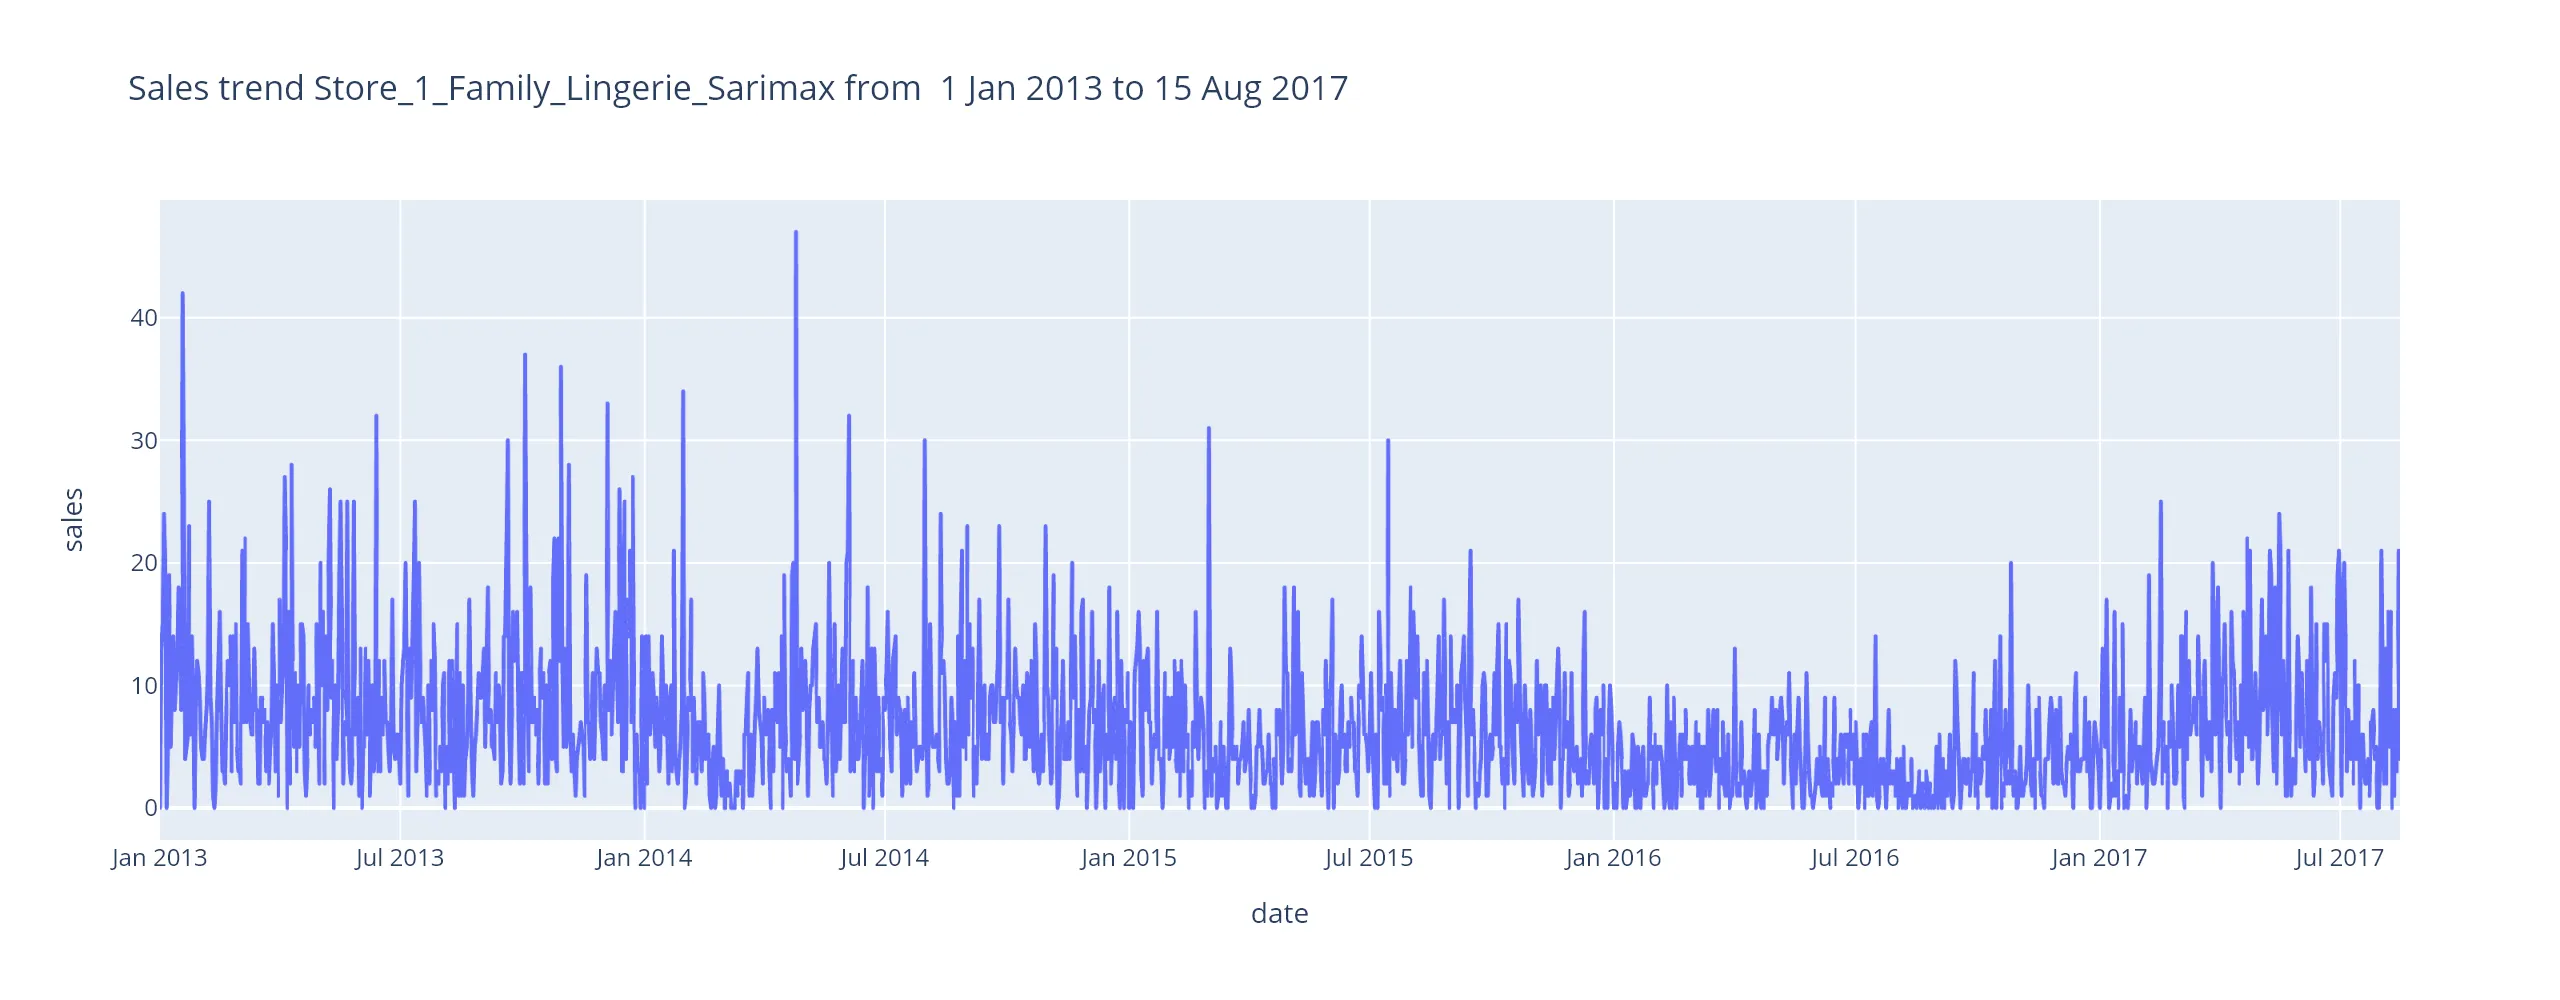 Sales trend Store_1_Family_Lingerie_Sarimax from  1 Jan 2013 to 15 Aug 2017
sales
40
30
20
10
0
Jan 2013 Jul 2013 Jan 2014 Jul 2014 Jan 2015 Jul 2015 Jan 2016 Jul 2016 Jan 2017 Jul 2017
date